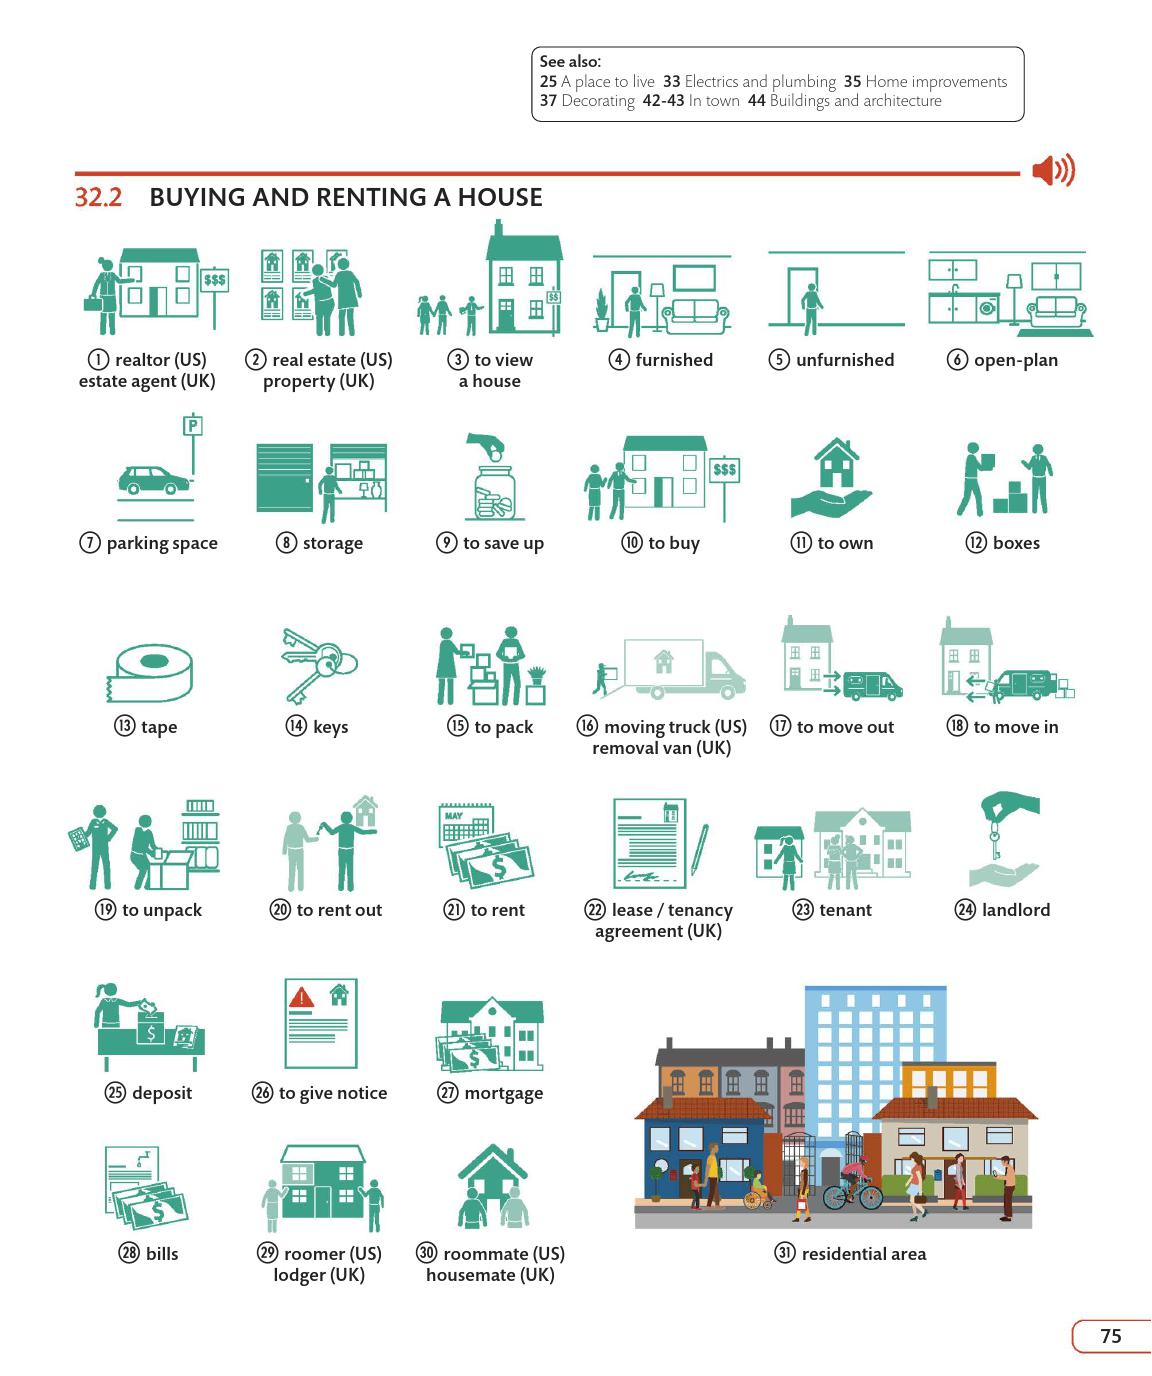 See also:
25 A place to live 33 Electrics and plumbing 35 Home improvements
37 Decorating 42-43 In town 44 Buildings and architecture
32.2 BUYING AND RENTING A HOUSE
$$$
$$
① realtor (US)
estate agent (UK)
② real estate (US)
property (UK)
③ to view
a house
④ furnished
⑤ unfurnished
⑥ open-plan
P
$$$
⑦ parking space
⑧ storage
⑨ to save up
⑩ to buy
⑪ to own
⑫ boxes
⑬ tape
⑭ keys
⑮ to pack
⑯ moving truck (US)
removal van (UK)
⑰ to move out
⑱ to move in
MAY
$
⑲ to unpack
⑳ to rent out
㉑ to rent
㉒ lease / tenancy
agreement (UK)
㉓ tenant
㉔ landlord
$
$
㉕ deposit
㉖ to give notice
㉗ mortgage
$
㉘ bills
㉙ roomer (US)
lodger (UK)
㉚ roommate (US)
housemate (UK)
㉛ residential area
75